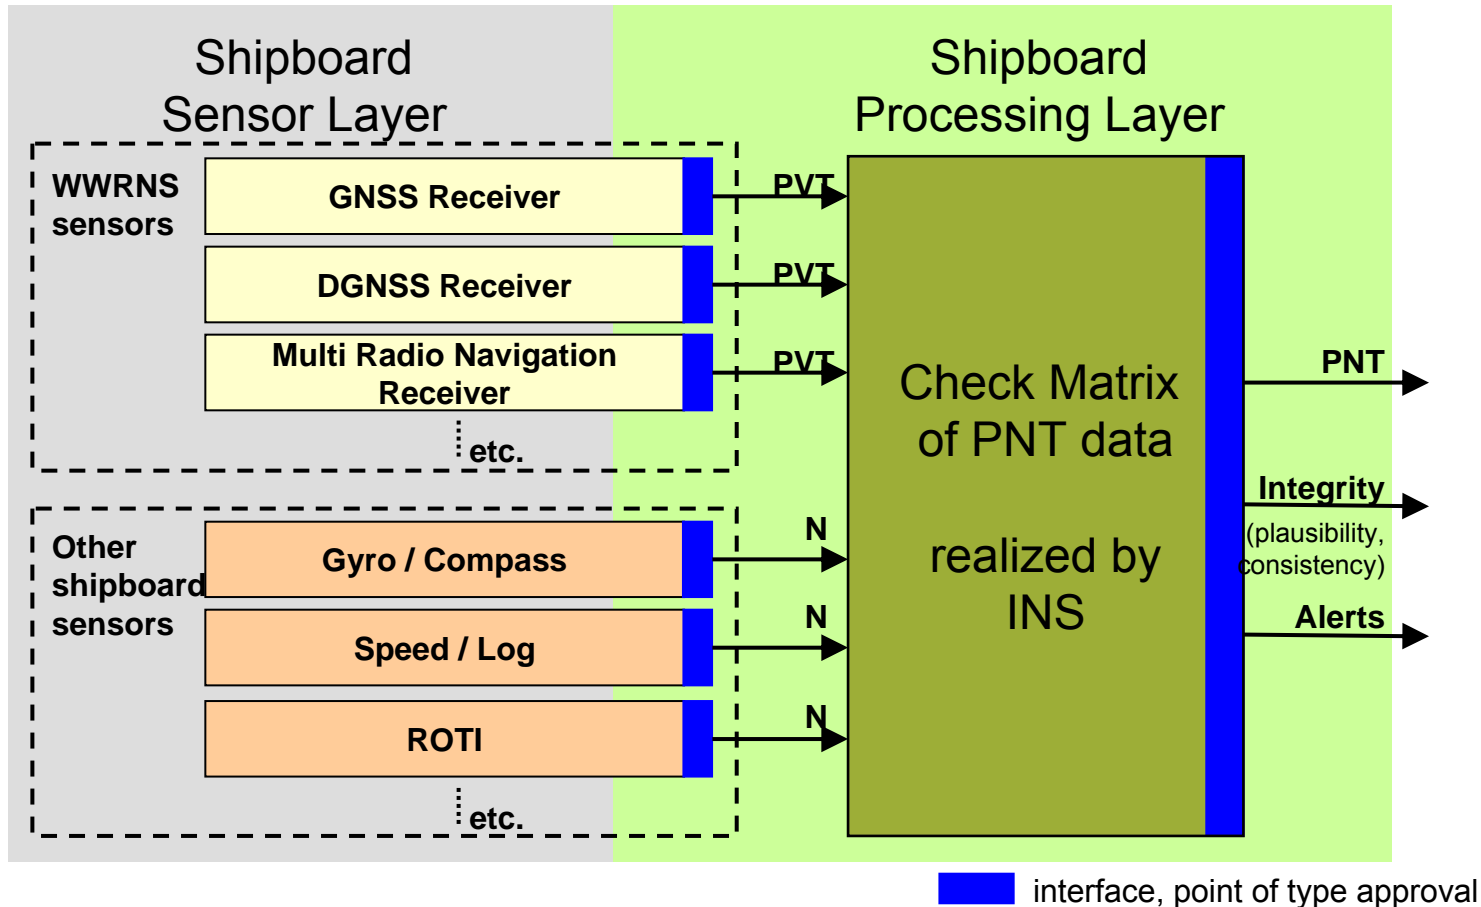 Shipboard
Sensor Layer
Shipboard
Processing Layer
WWRNS
sensors
GNSS Receiver
PVT
DGNSS Receiver
PVT
Multi Radio Navigation
Receiver
PVT
etc.
Other
shipboard
sensors
Gyro / Compass
N
Speed / Log
N
ROTI
N
etc.
Check Matrix
of PNT data
realized by
INS
PNT
Integrity
(plausibility,
consistency)
Alerts
interface, point of type approval